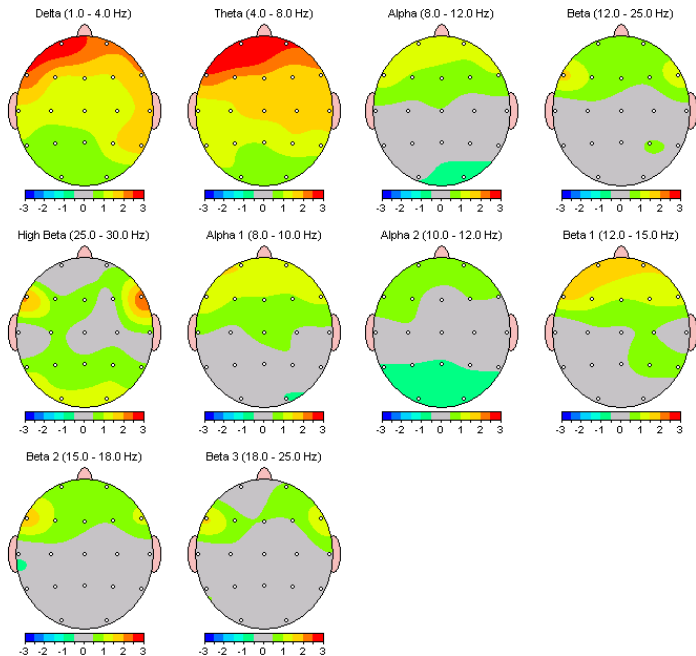 Delta (1.0 - 4.0 Hz) Theta (4.0 - 8.0 Hz) Alpha (8.0 - 12.0 Hz) Beta (12.0 - 25.0 Hz)
-3 -2 -1 0 1 2 3 -3 -2 -1 0 1 2 3 -3 -2 -1 0 1 2 3 -3 -2 -1 0 1 2 3
High Beta (25.0 - 30.0 Hz) Alpha 1 (8.0 - 10.0 Hz) Alpha 2 (10.0 - 12.0 Hz) Beta 1 (12.0 - 15.0 Hz)
-3 -2 -1 0 1 2 3 -3 -2 -1 0 1 2 3 -3 -2 -1 0 1 2 3 -3 -2 -1 0 1 2 3
Beta 2 (15.0 - 18.0 Hz) Beta 3 (18.0 - 25.0 Hz)
-3 -2 -1 0 1 2 3 -3 -2 -1 0 1 2 3